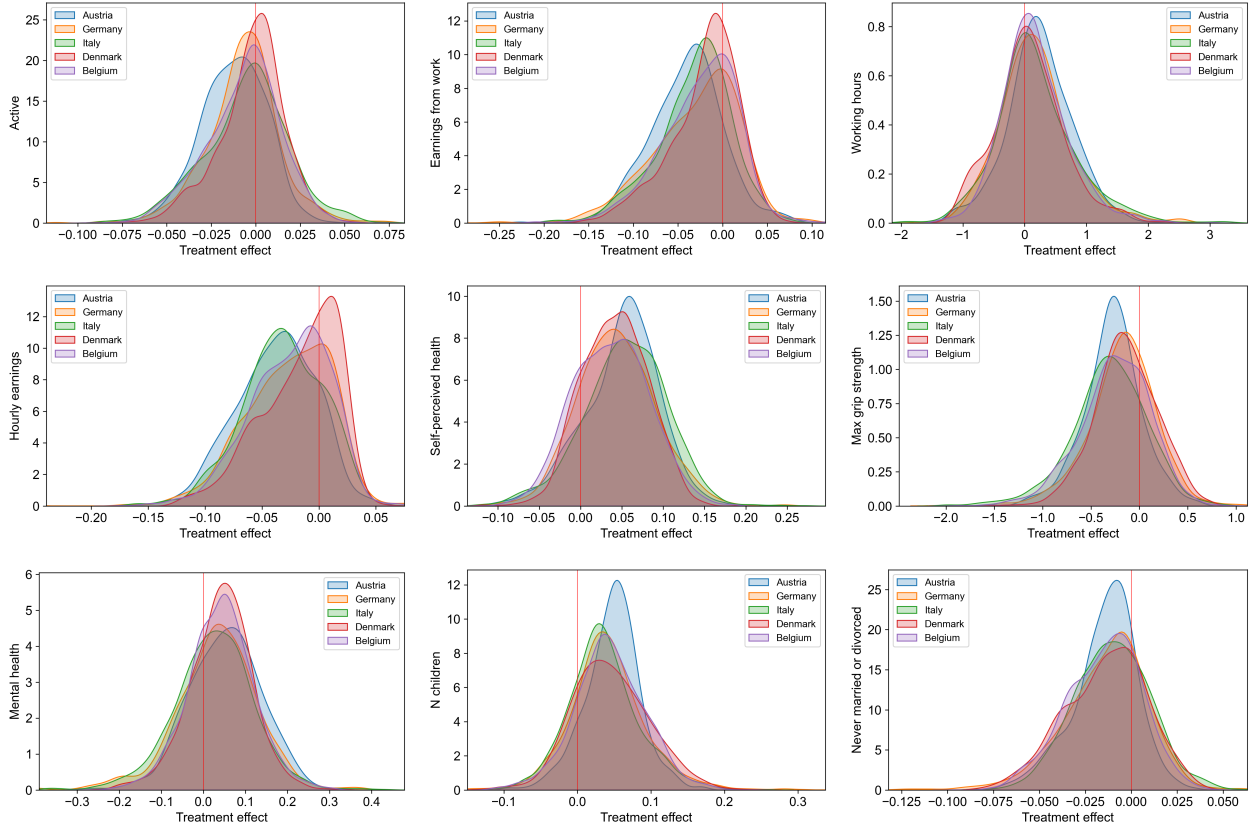 Active
25
20
15
10
5
0
Austria
Germany
Italy
Denmark
Belgium
−0.100 −0.075 −0.050 −0.025 0.000 0.025 0.050 0.075
Treatment effect
Earnings from work
12
10
8
6
4
2
0
Austria
Germany
Italy
Denmark
Belgium
−0.25 −0.20 −0.15 −0.10 −0.05 0.00 0.05 0.10
Treatment effect
Working hours
0.8
0.6
0.4
0.2
0.0
Austria
Germany
Italy
Denmark
Belgium
−2 −1 0 1 2 3
Treatment effect
Hourly earnings
12
10
8
6
4
2
0
Austria
Germany
Italy
Denmark
Belgium
−0.20 −0.15 −0.10 −0.05 0.00 0.05
Treatment effect
Self-perceived health
10
8
6
4
2
0
Austria
Germany
Italy
Denmark
Belgium
−0.10 −0.05 0.00 0.05 0.10 0.15 0.20 0.25
Treatment effect
Max grip strength
1.50
1.25
1.00
0.75
0.50
0.25
0.00
Austria
Germany
Italy
Denmark
Belgium
−2.0 −1.5 −1.0 −0.5 0.0 0.5 1.0
Treatment effect
Mental health
6
5
4
3
2
1
0
Austria
Germany
Italy
Denmark
Belgium
−0.3 −0.2 −0.1 0.0 0.1 0.2 0.3 0.4
Treatment effect
N children
12
10
8
6
4
2
0
Austria
Germany
Italy
Denmark
Belgium
−0.1 0.0 0.1 0.2 0.3
Treatment effect
Never married or divorced
25
20
15
10
5
0
Austria
Germany
Italy
Denmark
Belgium
−0.125 −0.100 −0.075 −0.050 −0.025 0.000 0.025 0.050
Treatment effect